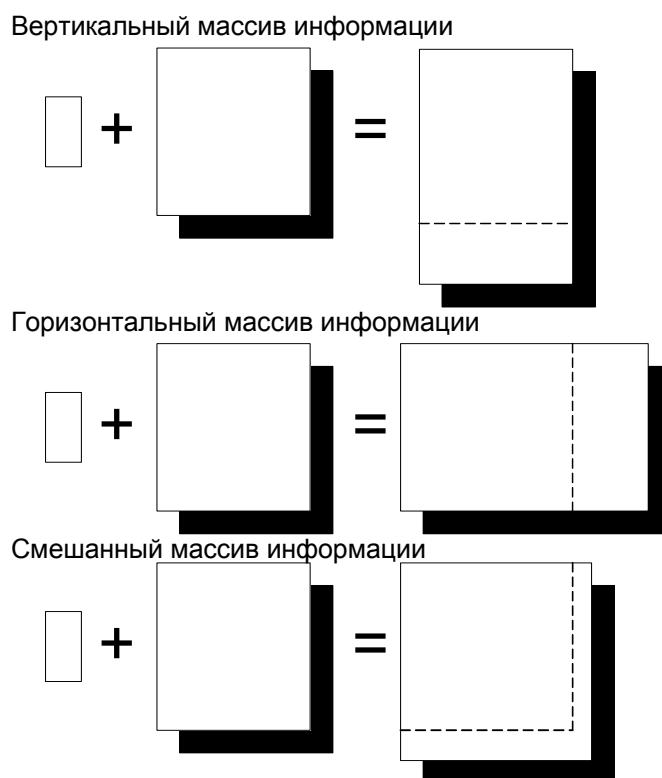 Вертикальный массив информации
+ =
Горизонтальный массив информации
+ =
Смешанный массив информации
+ =